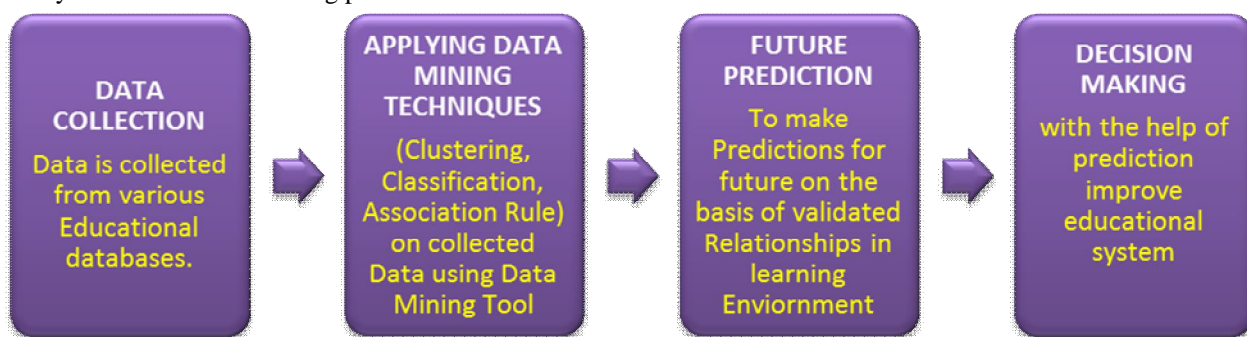 DATA
COLLECTION
Data is collected
from various
Educational
databases.
APPLYING DATA
MINING
TECHNIQUES
(Clustering,
Classification,
Association Rule)
on collected
Data using Data
Mining Tool
FUTURE
PREDICTION
To make
Predictions for
future on the
basis of validated
Relationships in
learning
Enviornment
DECISION
MAKING
with the help of
prediction
improve
educational
system